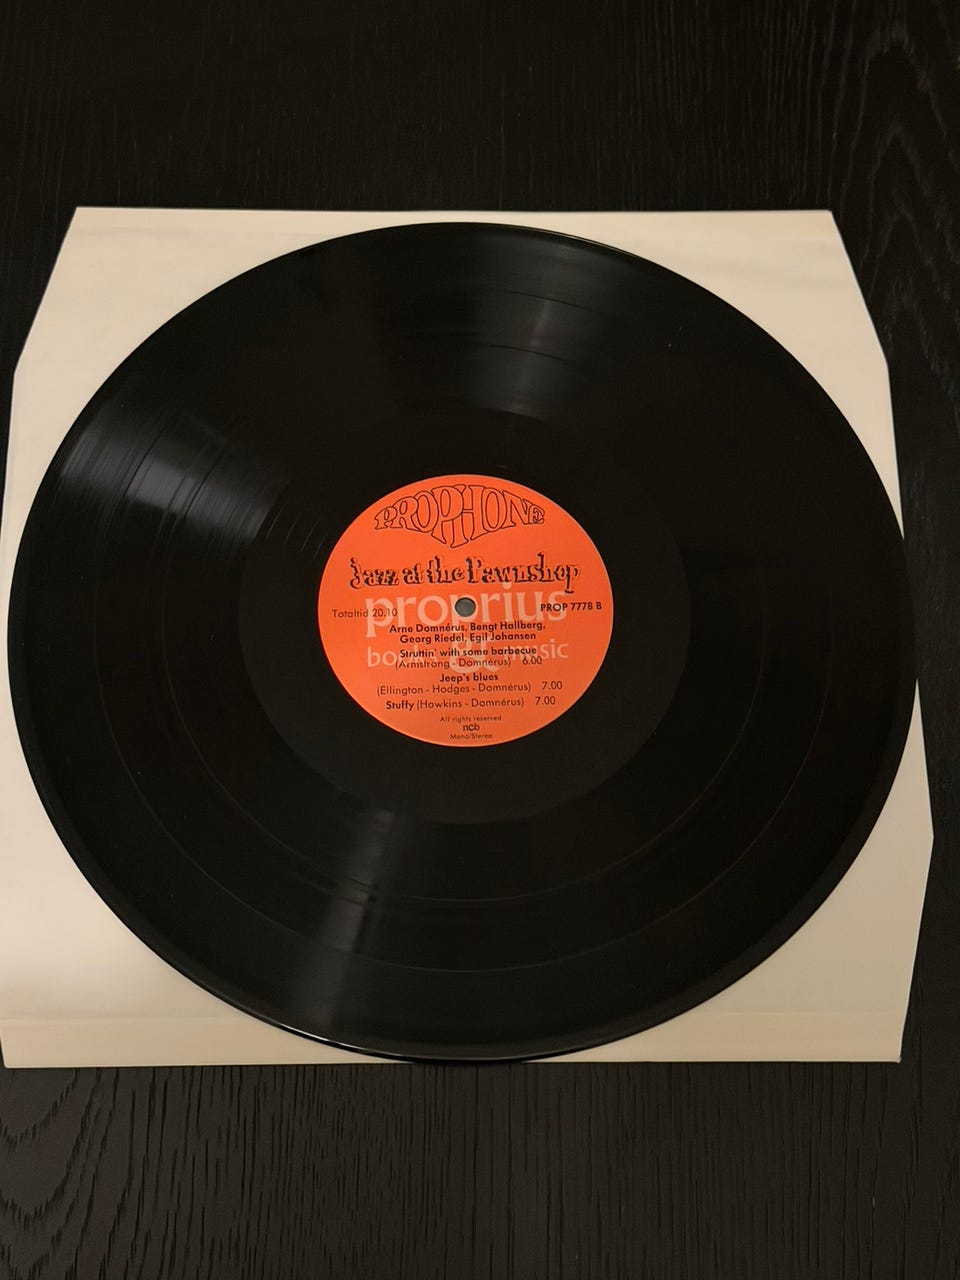 PROPHONE
Jazz at the Pawnshop
proprius
Totaltid 20.10
PROP 7778 B
Arne Domnérus, Bengt Hallberg,
Georg Riedel, Egil Johansen
books & music
Struttin' with some barbecue
(Armstrong - Domnérus) 6.00
Jeep's blues
(Ellington - Hodges - Domnérus) 7.00
Stuffy (Hawkins - Domnérus) 7.00
All rights reserved
ncb
Mono/Stereo